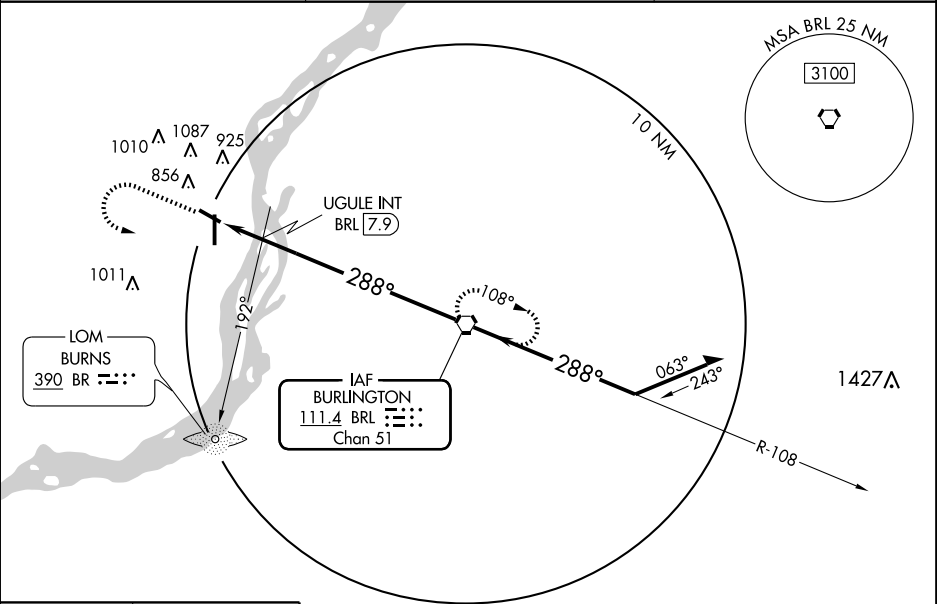 MSA BRL 25 NM
3100
10 NM
1010
1087
925
856
UGULE INT
BRL 7.9
1011
288°
192°
108°
LOM
BURNS
390 BR
IAF
BURLINGTON
111.4 BRL
Chan 51
288°
063°
243°
1427
R-108